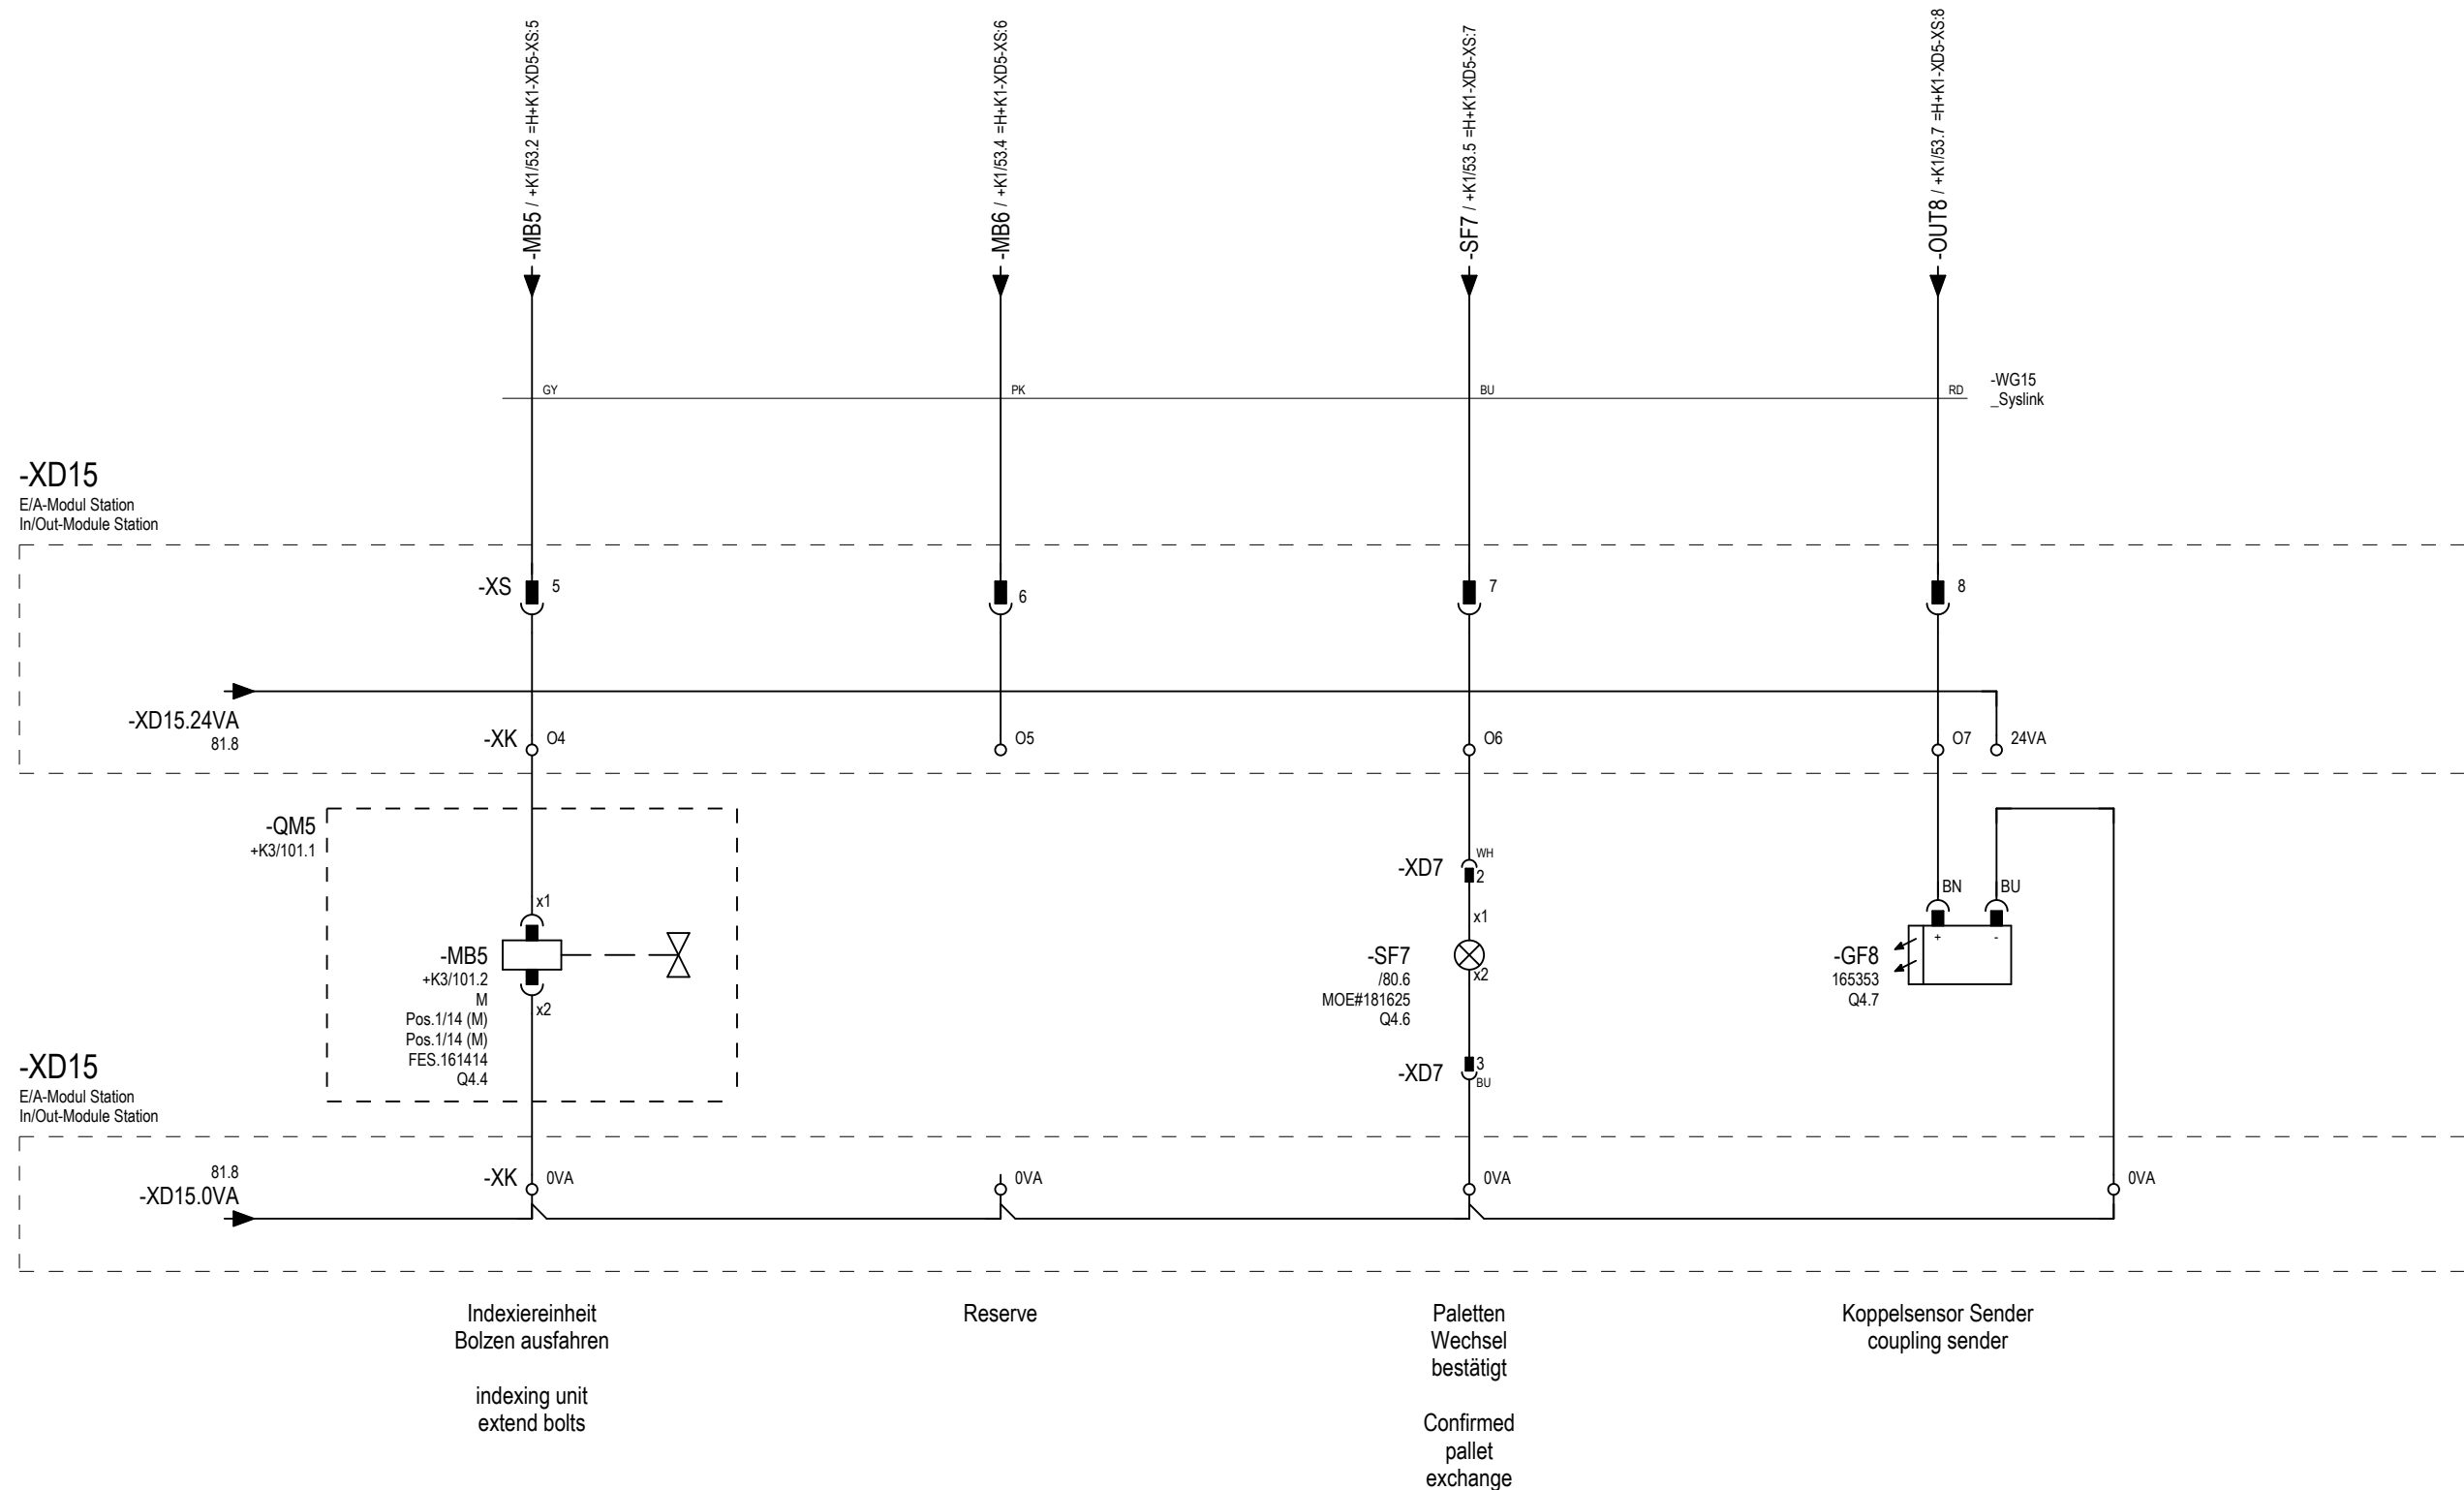 -MB5 / +K1/53.2 =H+K1-XD5-XS:5
-MB6 / +K1/53.4 =H+K1-XD5-XS:6
-SF7 / +K1/53.5 =H+K1-XD5-XS:7
-OUT8 / +K1/53.7 =H+K1-XD5-XS:8
GY
PK
BU
RD
-WG15
_Syslink
-XD15
E/A-Modul Station
In/Out-Module Station
-XS
5
6
7
8
-XD15.24VA
81.8
-XK
O4
O5
O6
O7
24VA
-QM5
+K3/101.1
x1
-MB5
+K3/101.2
M
Pos.1/14 (M)
Pos.1/14 (M)
FES.161414
Q4.4
x2
-XD7
WH
2
x1
-SF7
/80.6
MOE#181625
Q4.6
x2
-XD7
3
BU
BN
BU
+
-
-GF8
165353
Q4.7
-XD15
E/A-Modul Station
In/Out-Module Station
81.8
-XD15.0VA
-XK
0VA
0VA
0VA
0VA
Indexiereinheit
Bolzen ausfahren
indexing unit
extend bolts
Reserve
Paletten
Wechsel
bestätigt
Confirmed
pallet
exchange
Koppelsensor Sender
coupling sender